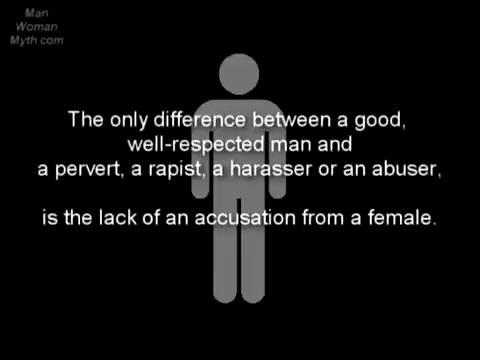 Man
Woman
Myth.com
The only difference between a good,
well-respected man and
a pervert, a rapist, a harasser or an abuser,
is the lack of an accusation from a female.